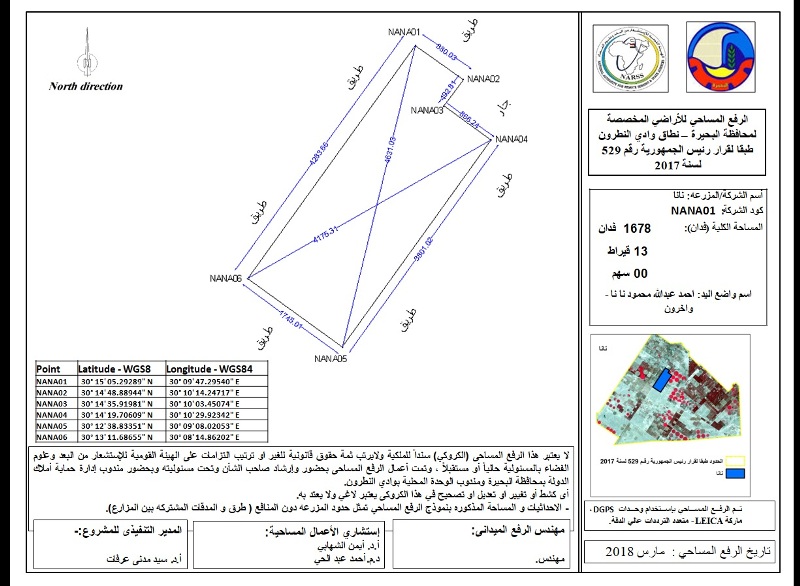 North direction
NANA01
طريق
880.03
NANA02
طريق
492.81
NANA03
جار
866.24
NANA04
4283.66
4631.03
طريق
طريق
4175.31
3801.02
NANA06
1745.01
طريق
طريق
NANA05
Point Latitude - WGS8 Longitude - WGS84
NANA01 30° 15' 05.29289" N 30° 09' 47.29540" E
NANA02 30° 14' 48.88944" N 30° 10' 14.24717" E
NANA03 30° 14' 35.91981" N 30° 10' 03.45074" E
NANA04 30° 14' 19.70609" N 30° 10' 29.92342" E
NANA05 30° 12' 38.83351" N 30° 09' 08.02053" E
NANA06 30° 13' 11.68655" N 30° 08' 14.86202" E
لا يعتبر هذا الرفع المساحي (الكروكي) سنداً للملكية ولايرتب ثمة حقوق قانونية للغير او ترتيب التزامات على الهيئة القومية للإستشعار من البعد وعلوم
الفضاء بالمسئولية حالياً أو مستقبلاً ، وتمت أعمال الرفع المساحي بحضور وإرشاد صاحب الشأن وتحت مسئوليته وبحضور مندوب إدارة حماية أملاك
الدولة بمحافظة البحيرة ومندوب الوحدة المحلية بوادي النطرون.
أى كشط أو تغيير او تعديل او تصحيح في هذا الكروكي يعتبر لاغي ولا يعتد به.
- الاحداثيات و المساحة المذكوره بنموذج الرفع المساحي تمثل حدود المزرعه دون المنافع ( طرق و المدقات المشتركه بين المزارع).
مهندس الرفع الميدانى:
مهندس.
إستشاري الأعمال المساحية:
أ.د. أيمن الشهابي
د.م. أحمد عبد الحي
المدير التنفيذى للمشروع:-
أ.د. سيد مدنى عرفات
NARSS
الرفع المساحي للأراضي المخصصة
لمحافظة البحيرة – نطاق وادي النطرون
طبقا لقرار رئيس الجمهورية رقم 529
لسنة 2017
أسم الشركة/المزرعه: نانا
كود الشركة: NANA01
المساحة الكلية (فدان): 1678 فدان
13 قيراط
00 سهم
اسم واضع اليد: احمد عبدالله محمود نا نا -
واخرون
نانا
الحدود طبقا لقرار رئيس الجمهورية رقم 529 لسنة 2017
نانا
تم الرفع المساحي بإستخدام وحدات DGPS -
ماركة LEICA - متعدد الترددات عالي الدقة.
تاريخ الرفع المساحي : مارس 2018